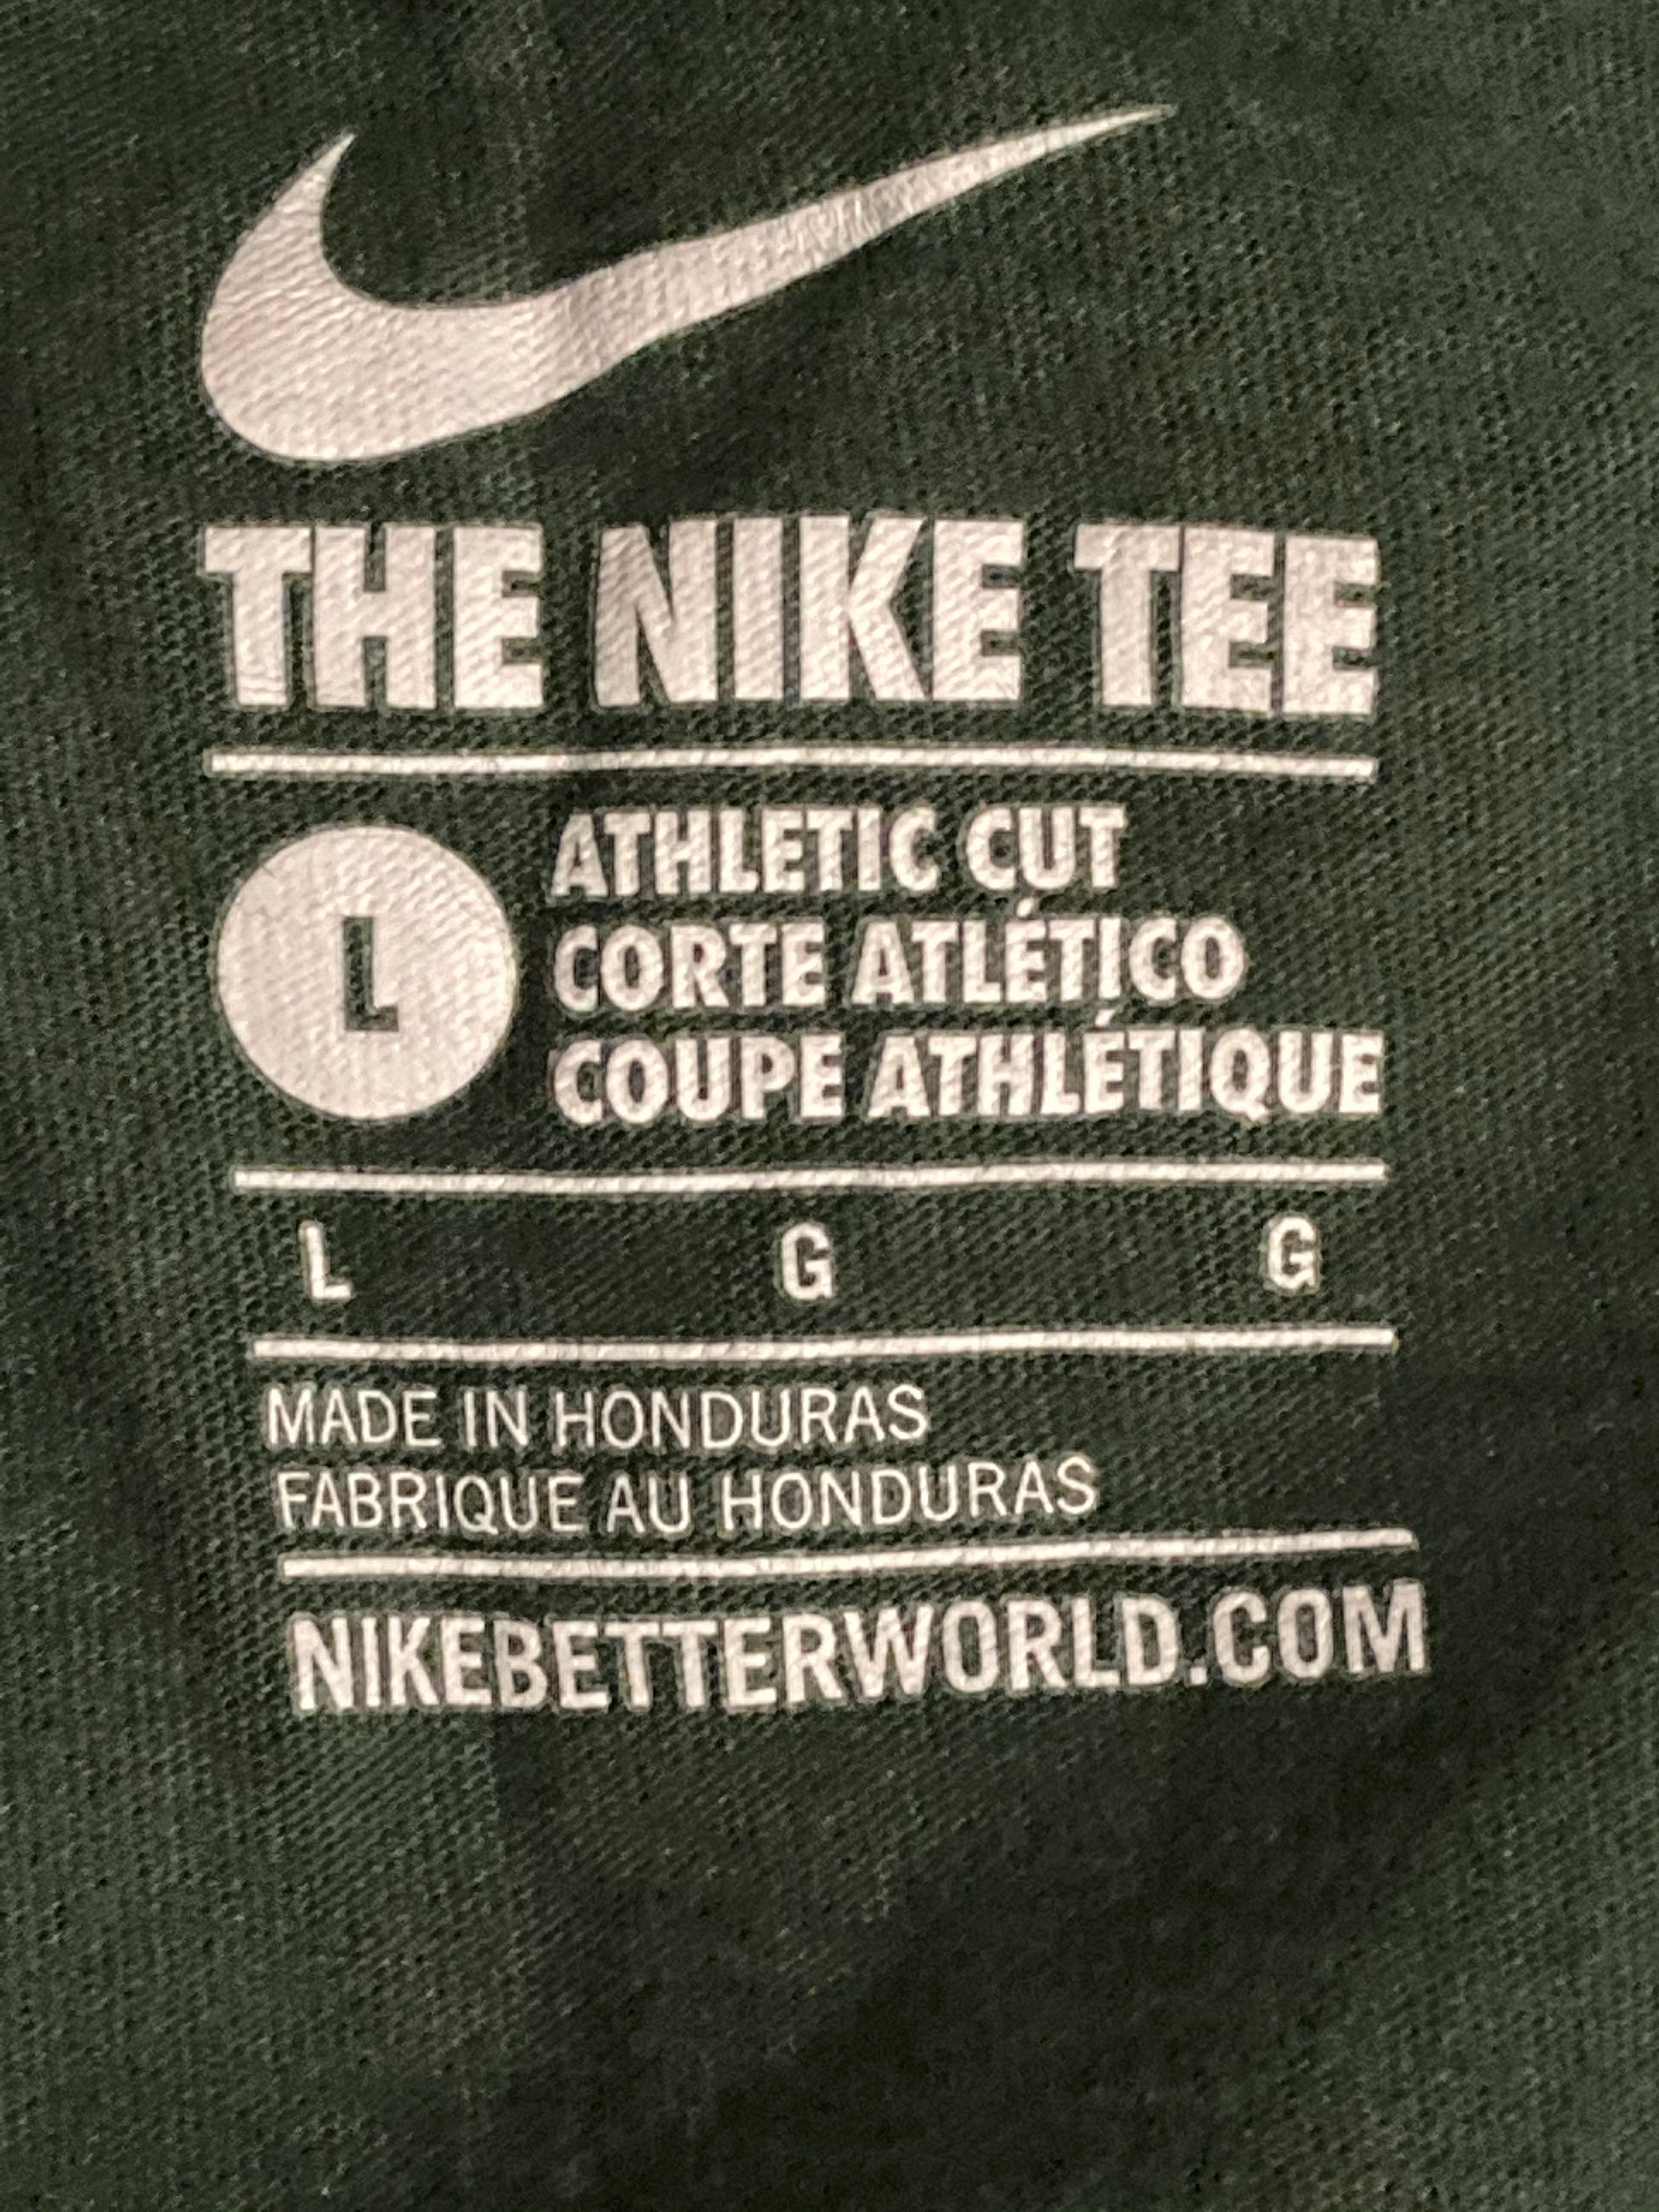 THE NIKE TEE
L
ATHLETIC CUT
CORTE ATLÉTICO
COUPE ATHLÉTIQUE
L G G
MADE IN HONDURAS
FABRIQUE AU HONDURAS
NIKEBETTERWORLD.COM